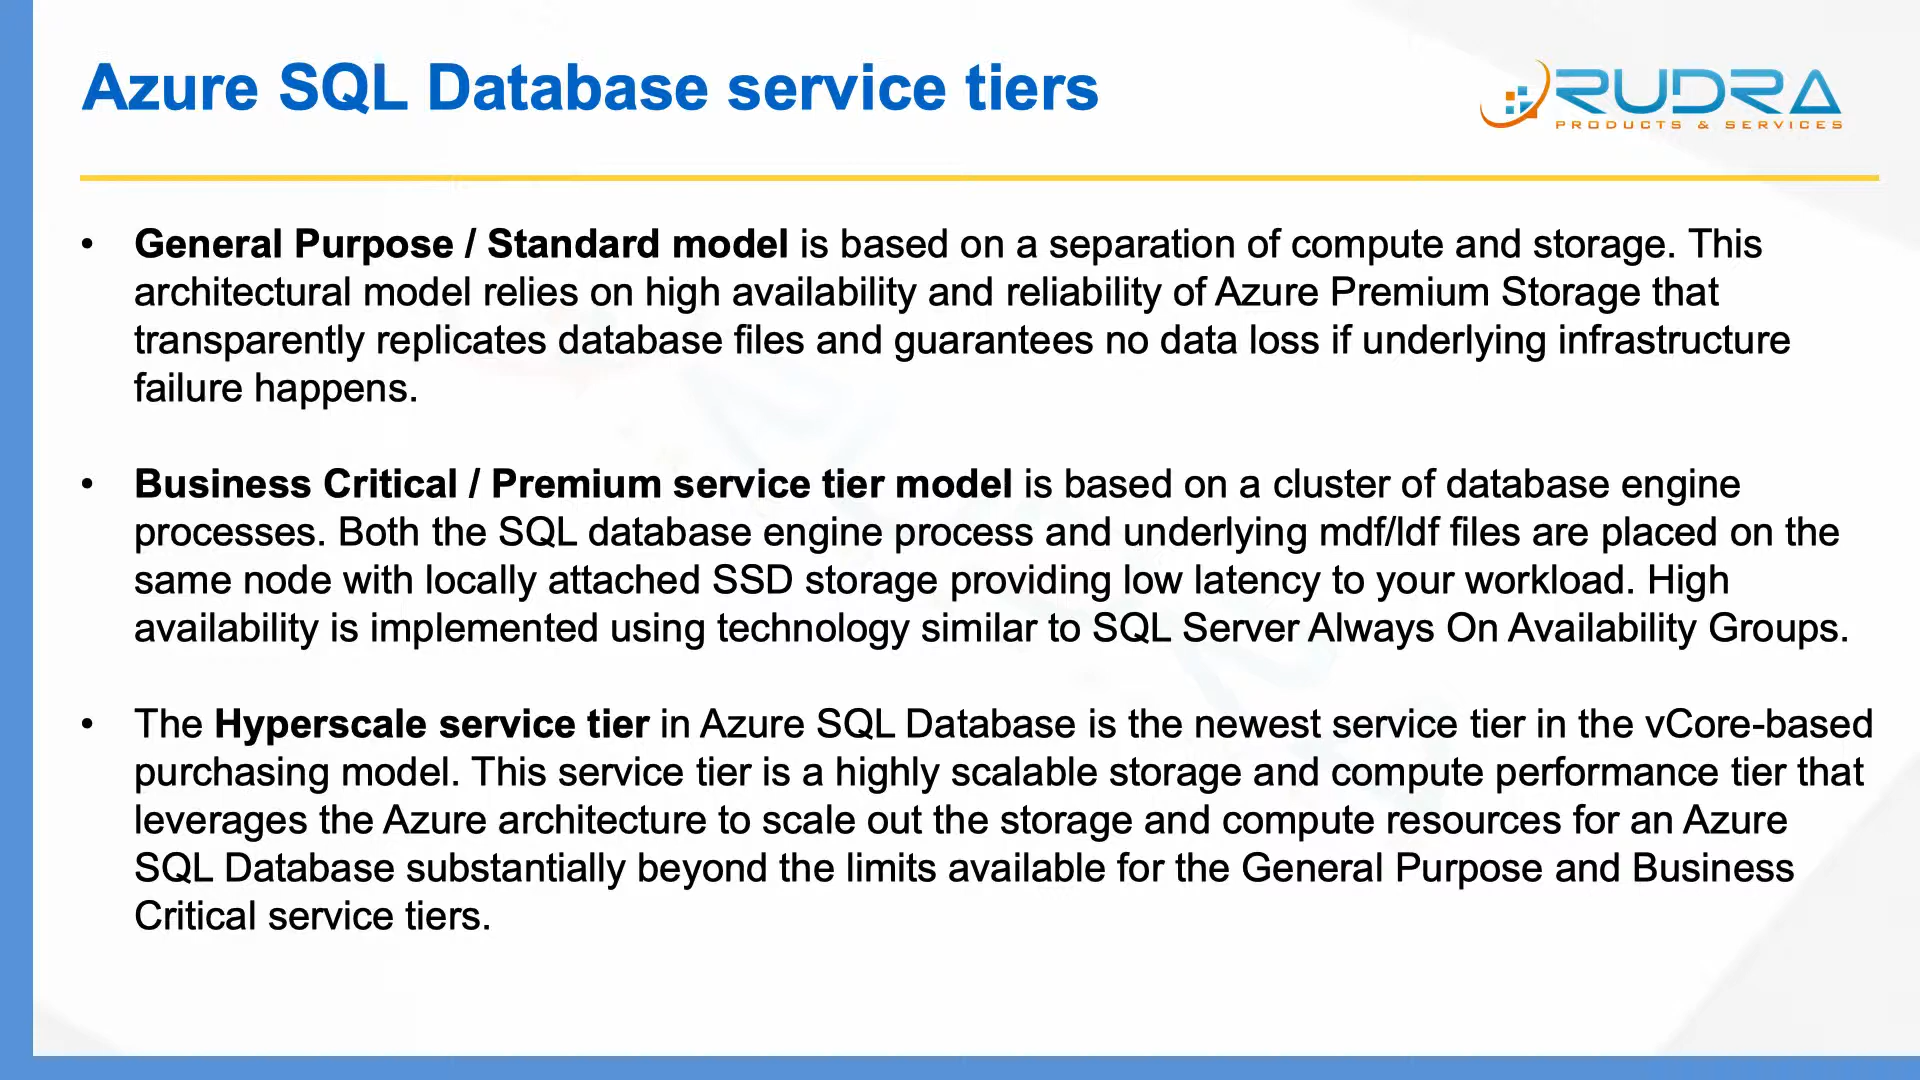 Azure SQL Database service tiers
RUDRA
PRODUCTS & SERVICES
• General Purpose / Standard model is based on a separation of compute and storage. This
architectural model relies on high availability and reliability of Azure Premium Storage that
transparently replicates database files and guarantees no data loss if underlying infrastructure
failure happens.
• Business Critical / Premium service tier model is based on a cluster of database engine
processes. Both the SQL database engine process and underlying mdf/ldf files are placed on the
same node with locally attached SSD storage providing low latency to your workload. High
availability is implemented using technology similar to SQL Server Always On Availability Groups.
• The Hyperscale service tier in Azure SQL Database is the newest service tier in the vCore-based
purchasing model. This service tier is a highly scalable storage and compute performance tier that
leverages the Azure architecture to scale out the storage and compute resources for an Azure
SQL Database substantially beyond the limits available for the General Purpose and Business
Critical service tiers.